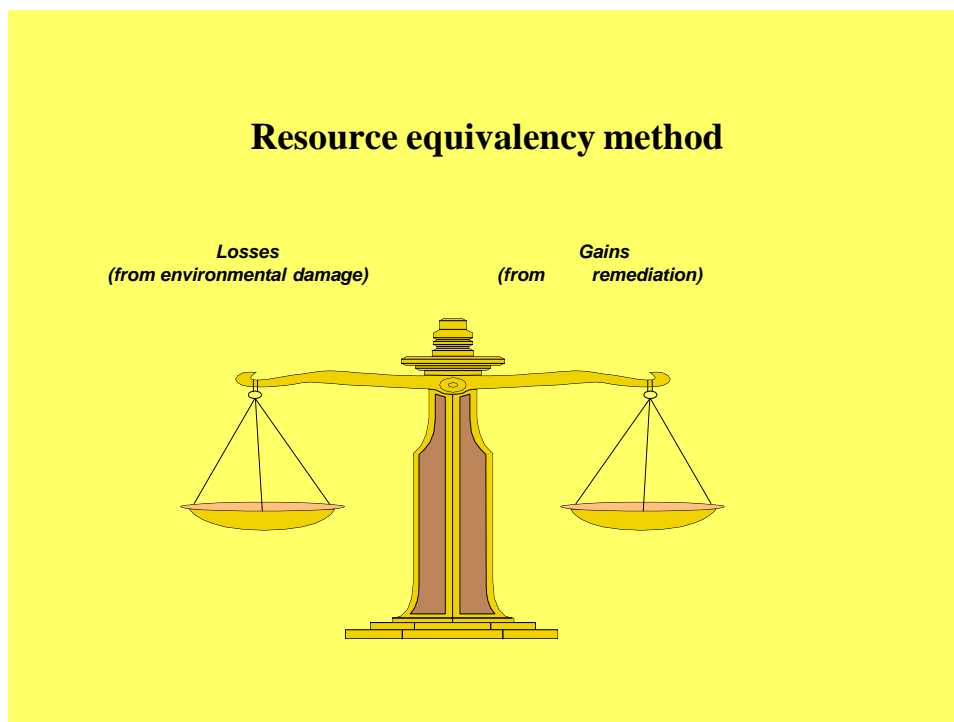 Resource equivalency method
Losses
(from environmental damage)
Gains
(from remediation)